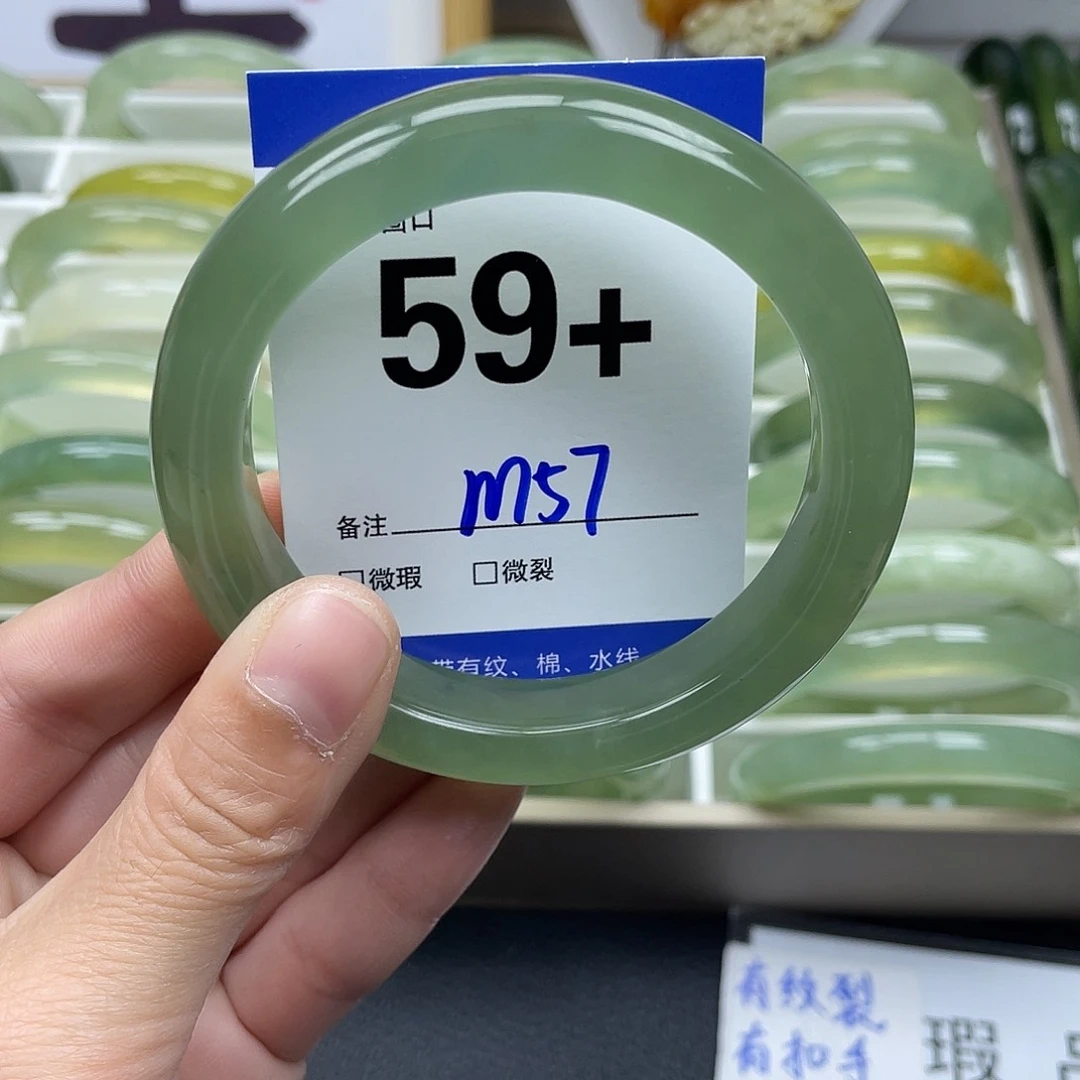 圈口
59+
备注 m57
□微瑕 □微裂
带有纹、棉、水线
有纹裂
有扣手
瑕